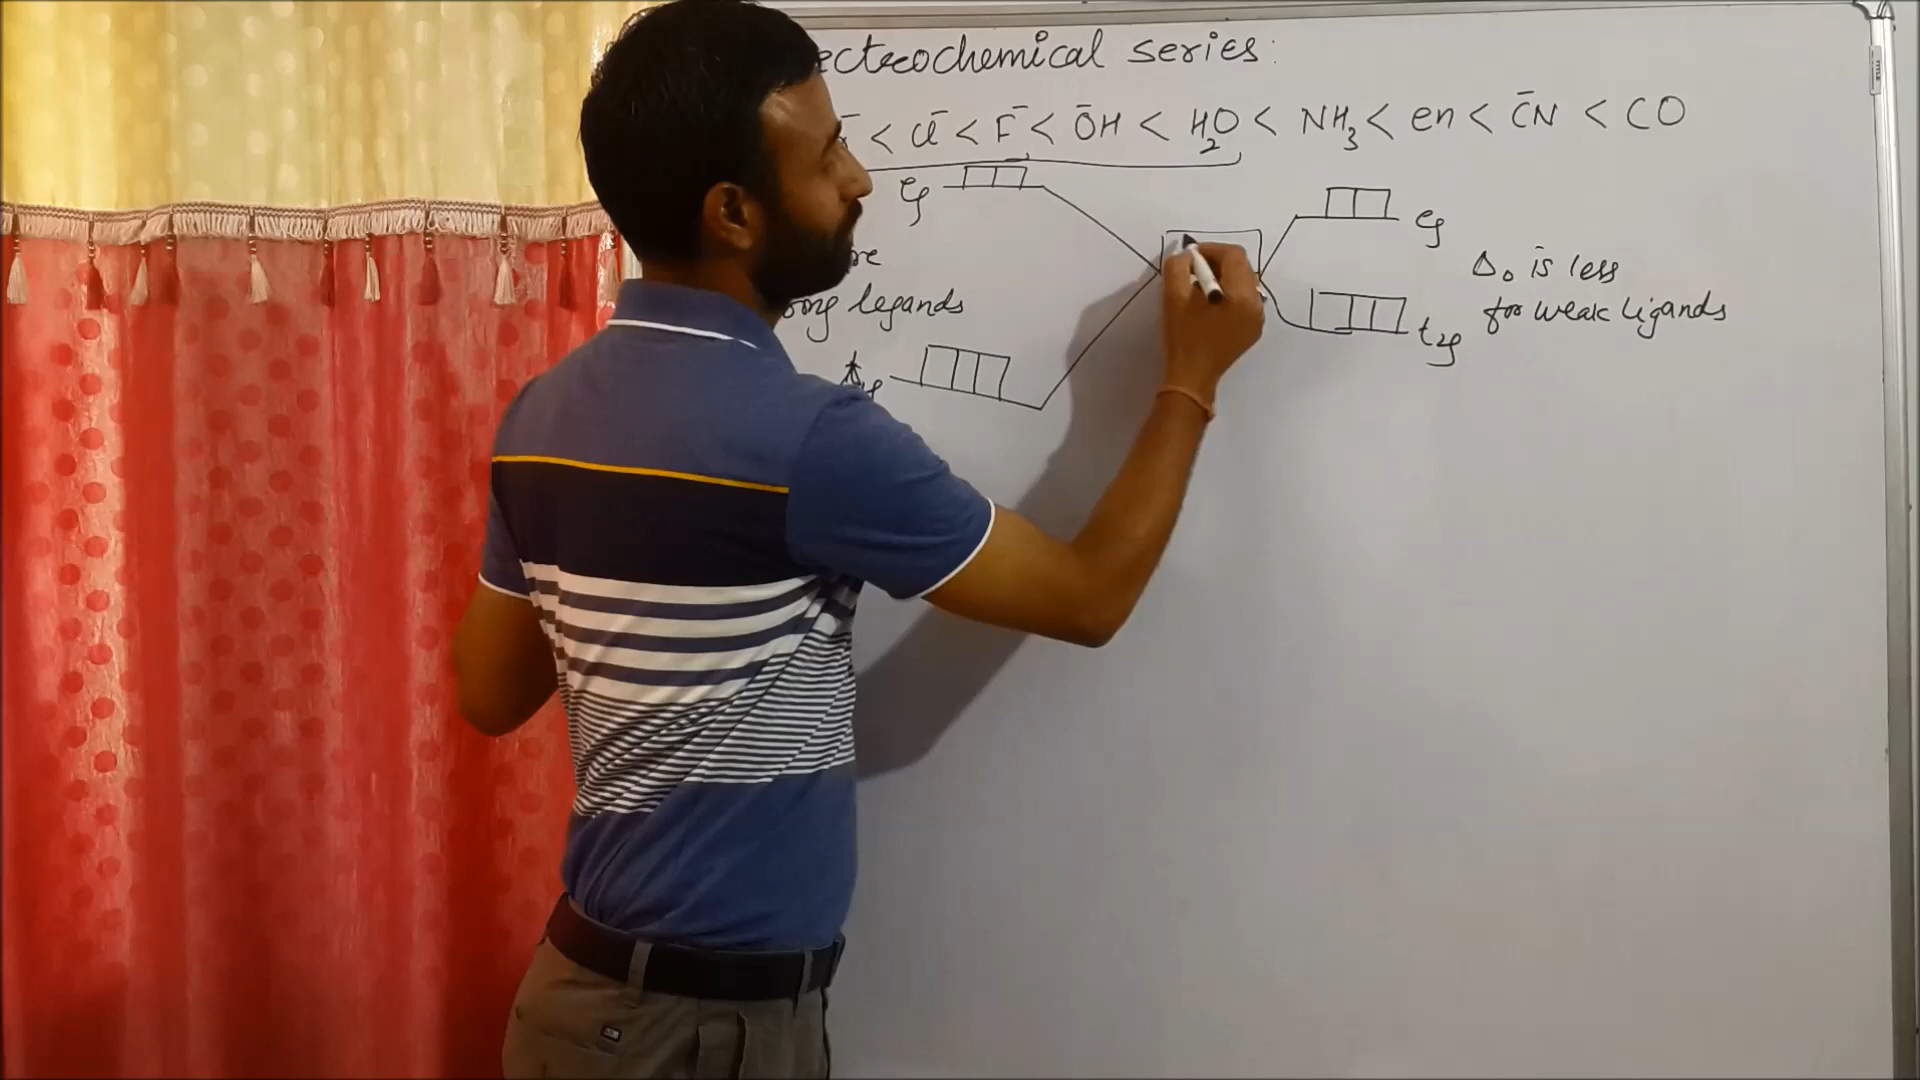 ectrochemical series:
< Cl̄ < F̄ < ŌH < H₂O < NH₃ < en < C̄N < CO
eg
eg
re
Δ₀ is less
ong ligands
for weak ligands
t₂g